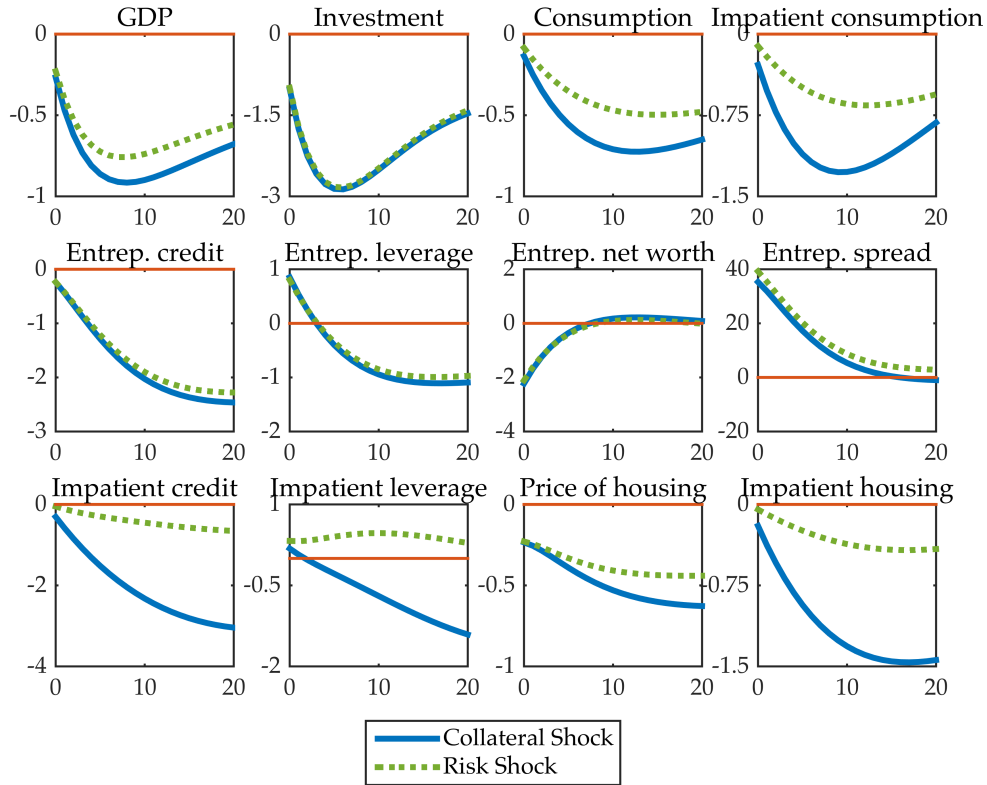 GDP Investment Consumption Impatient consumption
0 0 0 0
-0.5 -1.5 -0.5 -0.75
-1 -3 -1 -1.5
0 10 20 0 10 20 0 10 20 0 10 20
Entrep. credit Entrep. leverage Entrep. net worth Entrep. spread
0 1 2 40
-1 0 0 20
-2 -1 -2 0
-3 -2 -4 -20
0 10 20 0 10 20 0 10 20 0 10 20
Impatient credit Impatient leverage Price of housing Impatient housing
0 1 0 0
-2 -0.5 -0.5 -0.75
-4 -2 -1 -1.5
0 10 20 0 10 20 0 10 20 0 10 20
Collateral Shock
Risk Shock